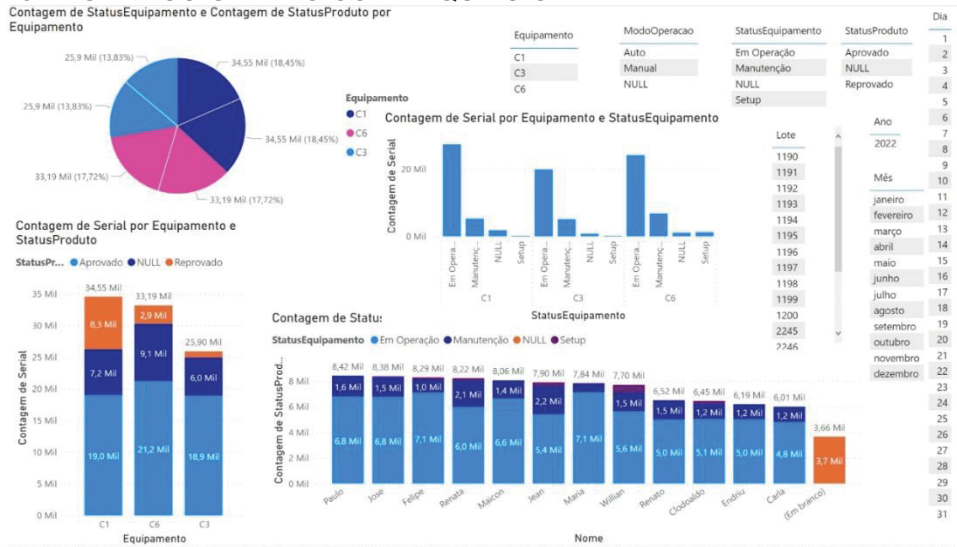 Contagem de StatusEquipamento e Contagem de StatusProduto por
Equipamento
25,9 Mil (13,83%)
34,55 Mil (18,45%)
25,9 Mil (13,83%)
34,55 Mil (18,45%)
33,19 Mil (17,72%)
33,19 Mil (17,72%)
Equipamento
C1
C6
C3
Equipamento
C1
C3
C6
ModoOperacao
Auto
Manual
NULL
StatusEquipamento
Em Operação
Manutenção
NULL
Setup
StatusProduto
Aprovado
NULL
Reprovado
Dia
1
2
3
4
5
6
7
8
9
10
11
12
13
14
15
16
17
18
19
20
21
22
23
24
25
26
27
28
29
30
31
Contagem de Serial por Equipamento e StatusEquipamento
Contagem de Serial
20 Mil
0 Mil
Em Opera...
Manutenç...
NULL
Setup
Em Opera...
Manutenç...
NULL
Setup
Em Opera...
Manutenç...
NULL
Setup
C1
C3
C6
StatusEquipamento
Lote
1190
1191
1192
1193
1194
1195
1196
1197
1198
1199
1200
2245
2246
Ano
2022
Mês
janeiro
fevereiro
março
abril
maio
junho
julho
agosto
setembro
outubro
novembro
dezembro
Contagem de Serial por Equipamento e
StatusProduto
StatusPr... Aprovado NULL Reprovado
Contagem de Serial
35 Mil
30 Mil
25 Mil
20 Mil
15 Mil
10 Mil
5 Mil
0 Mil
34,55 Mil
8,3 Mil
7,2 Mil
19,0 Mil
33,19 Mil
2,9 Mil
9,1 Mil
21,2 Mil
25,90 Mil
6,0 Mil
18,9 Mil
C1 C6 C3
Equipamento
Contagem de Statu:
StatusEquipamento Em Operação Manutenção NULL Setup
Contagem de StatusProd...
8 Mil
6 Mil
4 Mil
2 Mil
0 Mil
8,42 Mil 8,38 Mil 8,29 Mil 8,22 Mil 8,06 Mil 7,90 Mil 7,84 Mil 7,70 Mil 6,52 Mil 6,45 Mil 6,19 Mil 6,01 Mil 3,66 Mil
1,6 Mil 1,5 Mil 1,0 Mil 2,1 Mil 1,4 Mil 2,2 Mil 1,5 Mil 1,5 Mil 1,2 Mil 1,2 Mil 1,2 Mil
6,8 Mil 6,8 Mil 7,1 Mil 6,0 Mil 6,6 Mil 5,4 Mil 7,1 Mil 5,6 Mil 5,0 Mil 5,1 Mil 5,0 Mil 4,8 Mil 3,7 Mil
Paulo José Felipe Renata Maicon Jean Maria Willian Renato Clodoaldo Endriu Carla (Em branco)
Nome